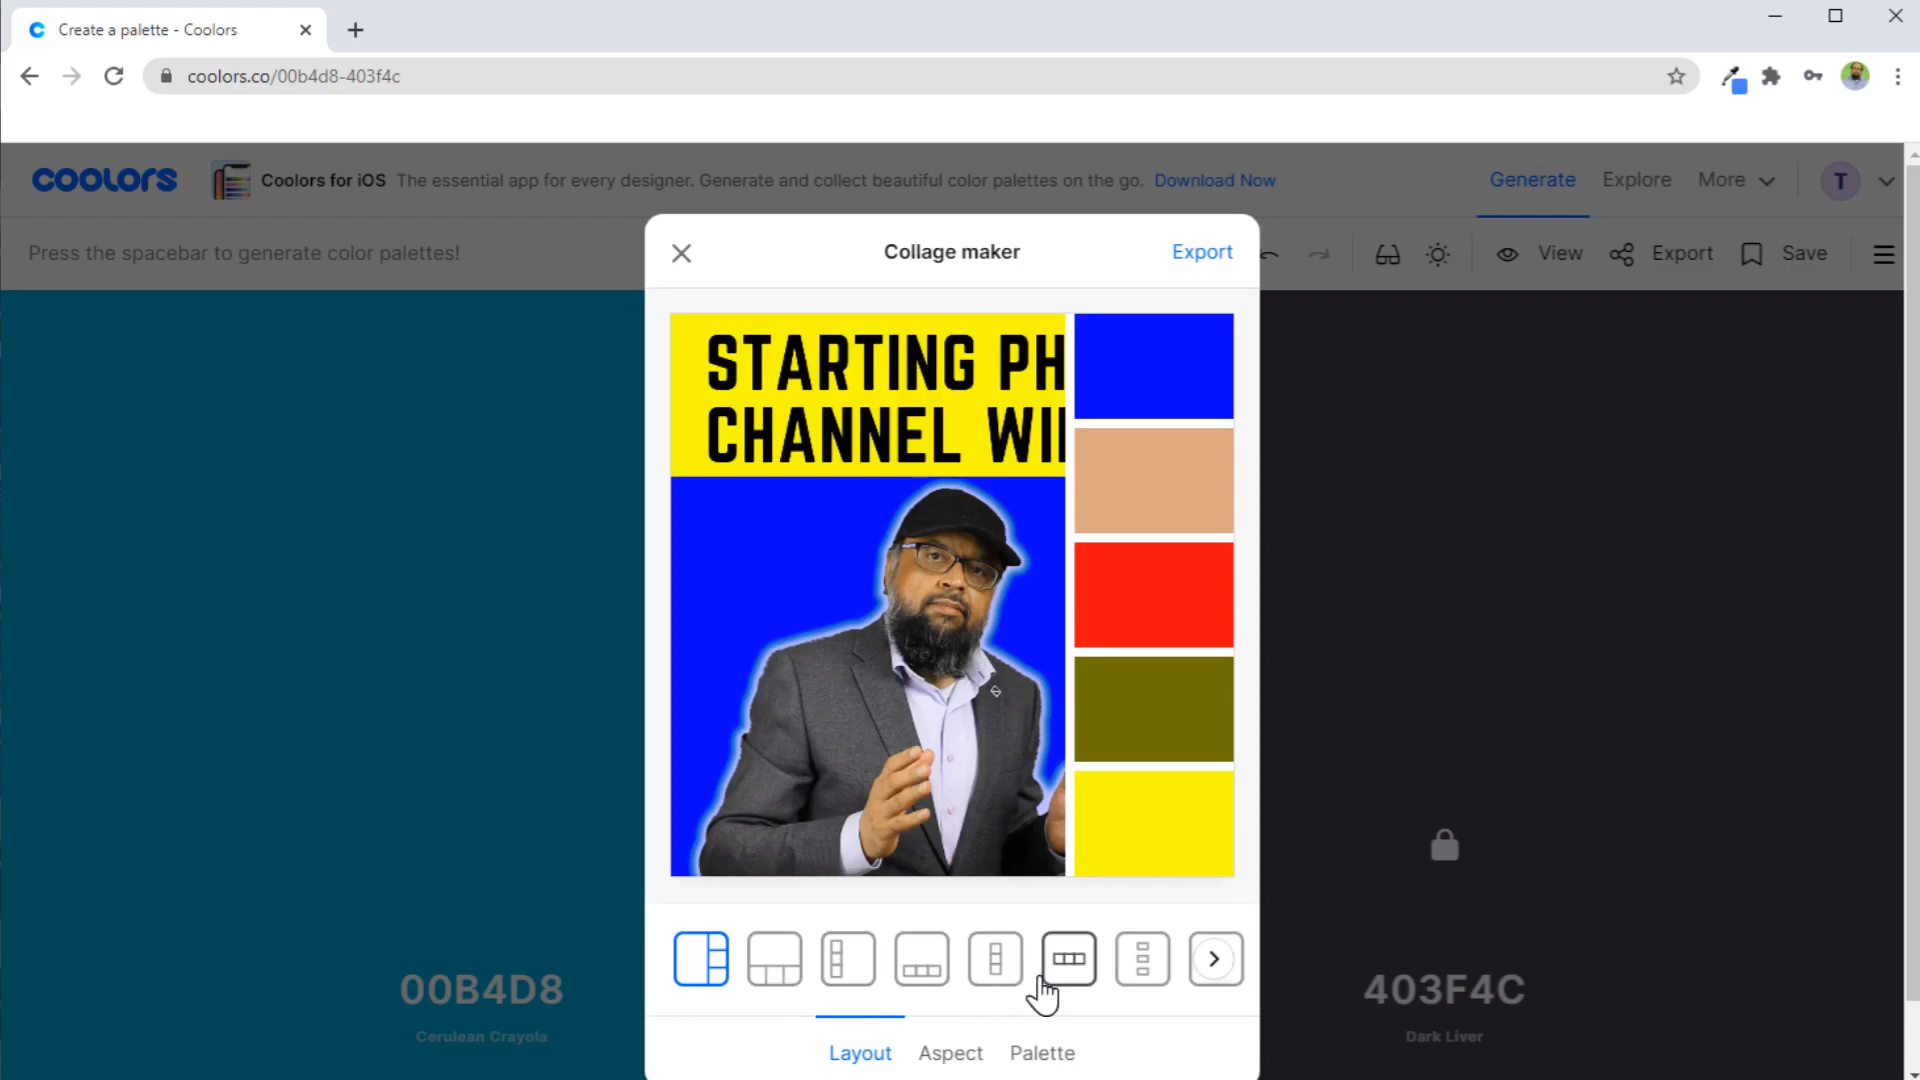 Create a palette - Coolors
coolors.co/00b4d8-403f4c
coolors
Coolors for iOS The essential app for every designer. Generate and collect beautiful color palettes on the go. Download Now
Generate Explore More T
Press the spacebar to generate color palettes!
View Export Save
Collage maker Export
STARTING PH
CHANNEL WI
00B4D8
Cerulean Crayola
403F4C
Dark Liver
Layout Aspect Palette